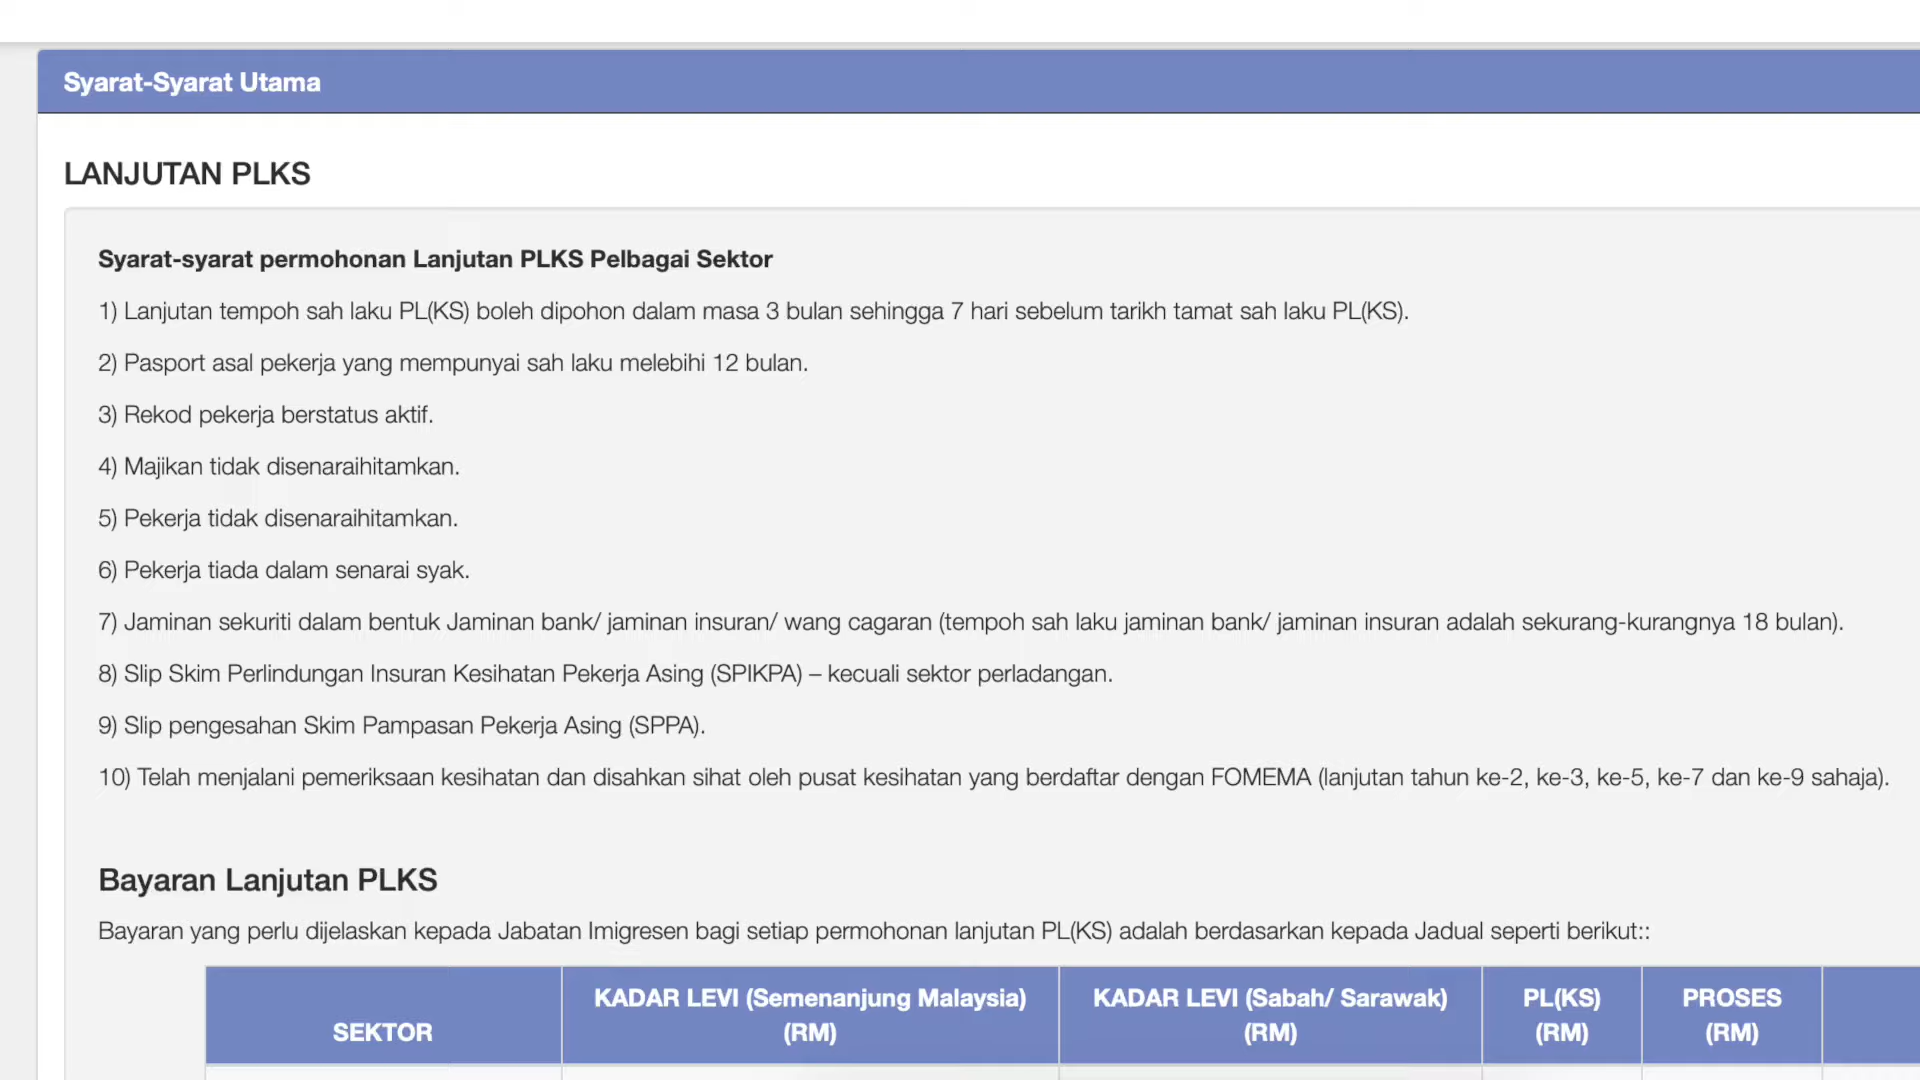 Syarat-Syarat Utama
LANJUTAN PLKS
Syarat-syarat permohonan Lanjutan PLKS Pelbagai Sektor
1) Lanjutan tempoh sah laku PL(KS) boleh dipohon dalam masa 3 bulan sehingga 7 hari sebelum tarikh tamat sah laku PL(KS).
2) Pasport asal pekerja yang mempunyai sah laku melebihi 12 bulan.
3) Rekod pekerja berstatus aktif.
4) Majikan tidak disenaraihitamkan.
5) Pekerja tidak disenaraihitamkan.
6) Pekerja tiada dalam senarai syak.
7) Jaminan sekuriti dalam bentuk Jaminan bank/ jaminan insuran/ wang cagaran (tempoh sah laku jaminan bank/ jaminan insuran adalah sekurang-kurangnya 18 bulan).
8) Slip Skim Perlindungan Insuran Kesihatan Pekerja Asing (SPIKPA) – kecuali sektor perladangan.
9) Slip pengesahan Skim Pampasan Pekerja Asing (SPPA).
10) Telah menjalani pemeriksaan kesihatan dan disahkan sihat oleh pusat kesihatan yang berdaftar dengan FOMEMA (lanjutan tahun ke-2, ke-3, ke-5, ke-7 dan ke-9 sahaja).
Bayaran Lanjutan PLKS
Bayaran yang perlu dijelaskan kepada Jabatan Imigresen bagi setiap permohonan lanjutan PL(KS) adalah berdasarkan kepada Jadual seperti berikut::
SEKTOR
KADAR LEVI (Semenanjung Malaysia)
(RM)
KADAR LEVI (Sabah/ Sarawak)
(RM)
PL(KS)
(RM)
PROSES
(RM)